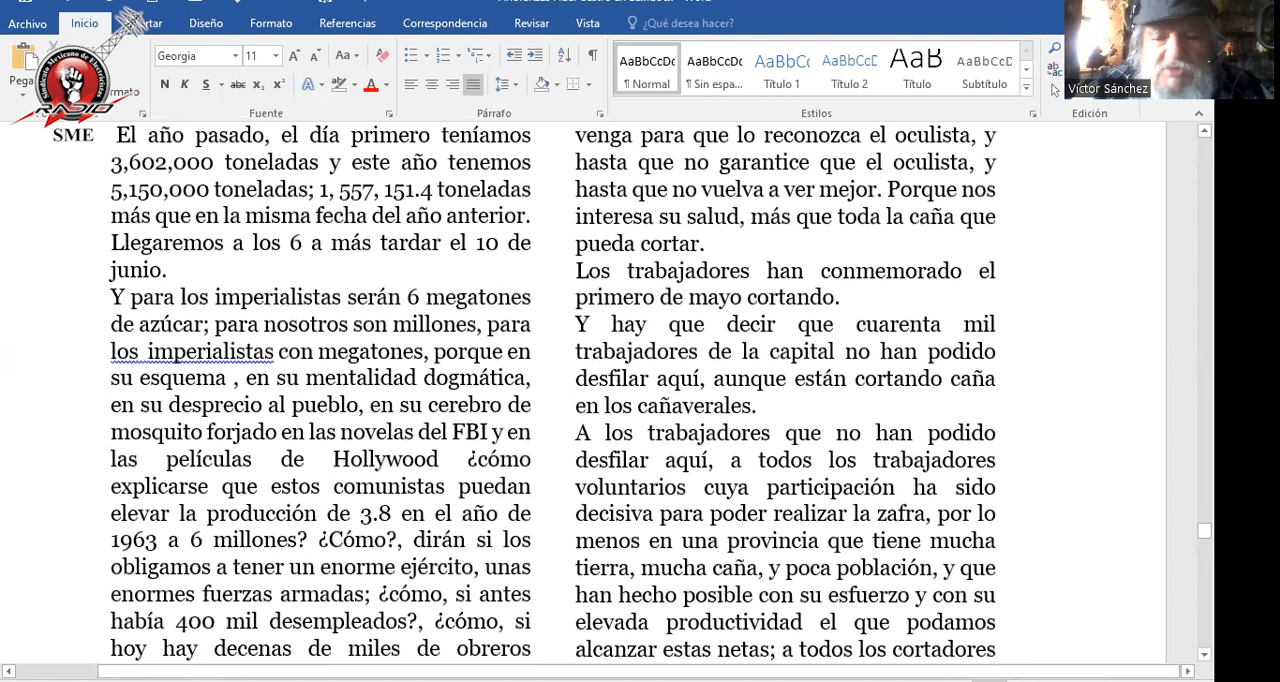 Archivo
Inicio
Diseño
Formato
Referencias
Correspondencia
Revisar
Vista
¿Qué desea hacer?
Georgia
11
Aa
N K S abc x₂ x²
Fuente
Párrafo
AaBbCcDc
¶ Normal
AaBbCcDc
¶ Sin espa...
AaBbCc
Título 1
AaBbCcD
Título 2
AaB
Título
AaBbCcD
Subtítulo
Estilos
Edición
Víctor Sánchez
Sindicato Mexicano de Electricistas
RADIO
SME
El año pasado, el día primero teníamos
3,602,000 toneladas y este año tenemos
5,150,000 toneladas; 1, 557, 151.4 toneladas
más que en la misma fecha del año anterior.
Llegaremos a los 6 a más tardar el 10 de
junio.
Y para los imperialistas serán 6 megatones
de azúcar; para nosotros son millones, para
los imperialistas con megatones, porque en
su esquema , en su mentalidad dogmática,
en su desprecio al pueblo, en su cerebro de
mosquito forjado en las novelas del FBI y en
las películas de Hollywood ¿cómo
explicarse que estos comunistas puedan
elevar la producción de 3.8 en el año de
1963 a 6 millones? ¿Cómo?, dirán si los
obligamos a tener un enorme ejército, unas
enormes fuerzas armadas; ¿cómo, si antes
había 400 mil desempleados?, ¿cómo, si
hoy hay decenas de miles de obreros
venga para que lo reconozca el oculista, y
hasta que no garantice que el oculista, y
hasta que no vuelva a ver mejor. Porque nos
interesa su salud, más que toda la caña que
pueda cortar.
Los trabajadores han conmemorado el
primero de mayo cortando.
Y hay que decir que cuarenta mil
trabajadores de la capital no han podido
desfilar aquí, aunque están cortando caña
en los cañaverales.
A los trabajadores que no han podido
desfilar aquí, a todos los trabajadores
voluntarios cuya participación ha sido
decisiva para poder realizar la zafra, por lo
menos en una provincia que tiene mucha
tierra, mucha caña, y poca población, y que
han hecho posible con su esfuerzo y con su
elevada productividad el que podamos
alcanzar estas netas; a todos los cortadores